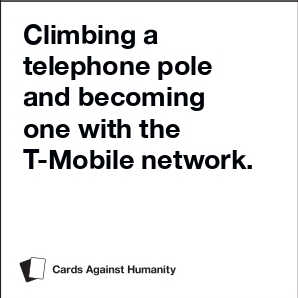 Climbing a
telephone pole
and becoming
one with the
T-Mobile network.
Cards Against Humanity